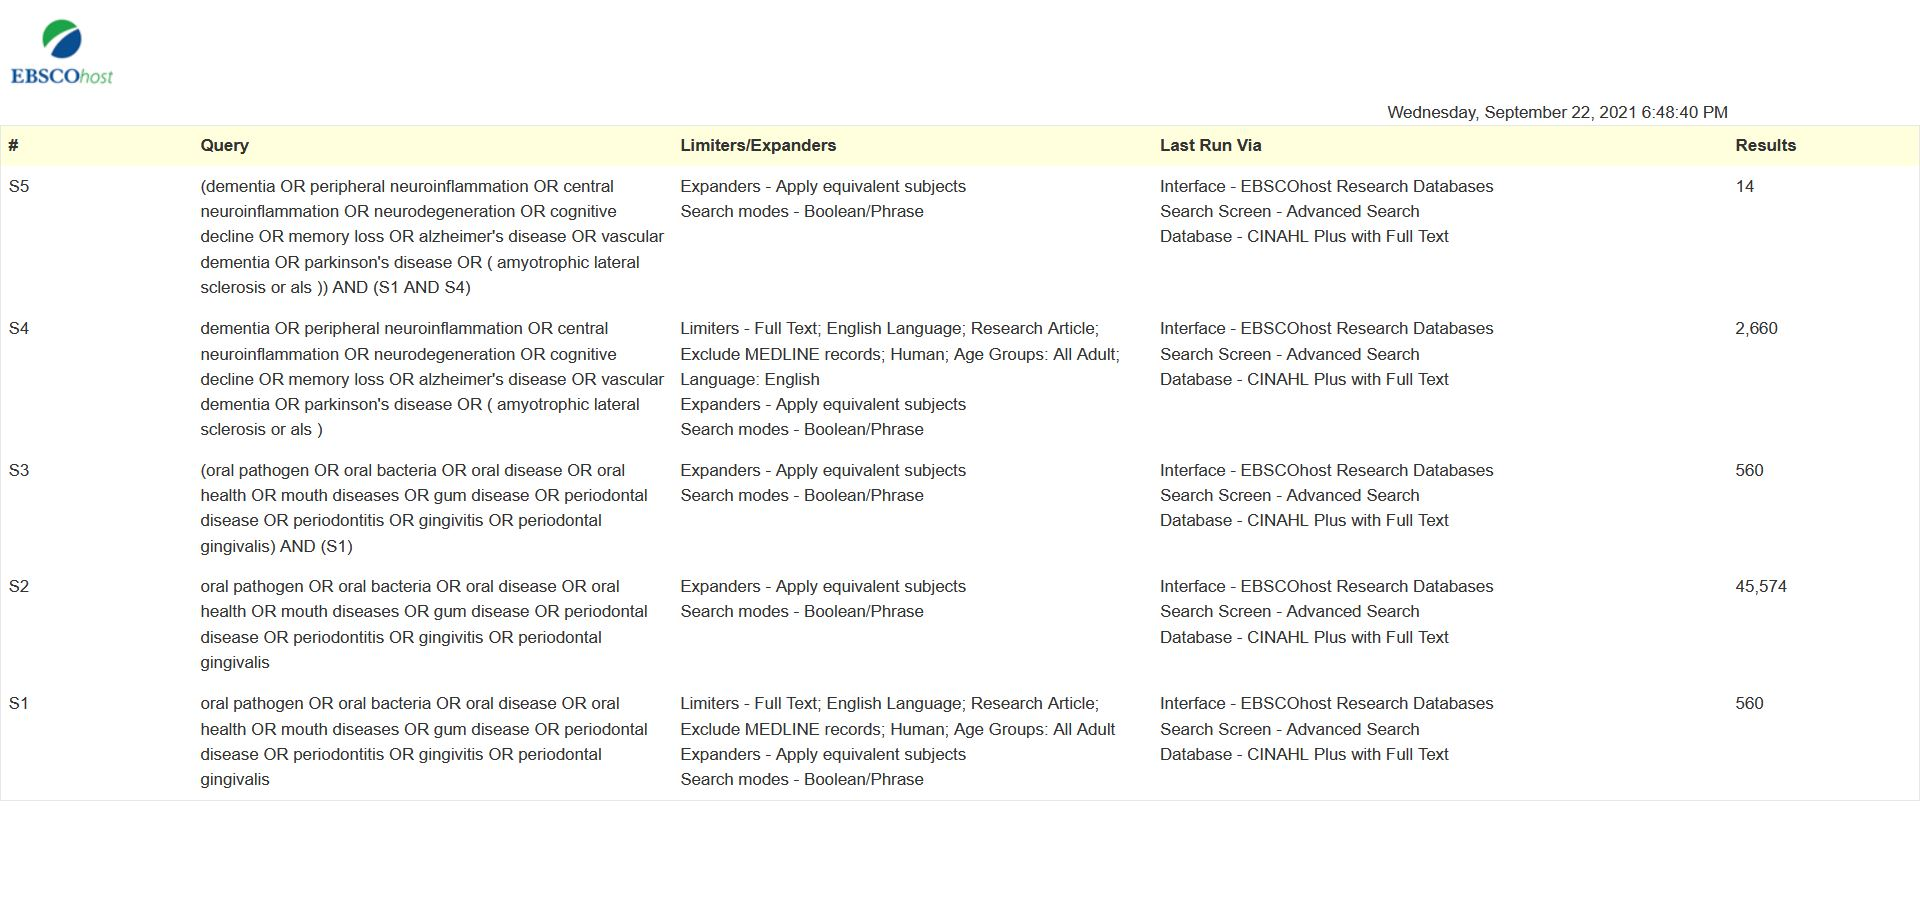 EBSCOhost
Wednesday, September 22, 2021 6:48:40 PM
# Query Limiters/Expanders Last Run Via Results
S5 (dementia OR peripheral neuroinflammation OR central Expanders - Apply equivalent subjects Interface - EBSCOhost Research Databases 14
neuroinflammation OR neurodegeneration OR cognitive Search modes - Boolean/Phrase Search Screen - Advanced Search
decline OR memory loss OR alzheimer's disease OR vascular Database - CINAHL Plus with Full Text
dementia OR parkinson's disease OR ( amyotrophic lateral
sclerosis or als )) AND (S1 AND S4)
S4 dementia OR peripheral neuroinflammation OR central Limiters - Full Text; English Language; Research Article; Interface - EBSCOhost Research Databases 2,660
neuroinflammation OR neurodegeneration OR cognitive Exclude MEDLINE records; Human; Age Groups: All Adult; Search Screen - Advanced Search
decline OR memory loss OR alzheimer's disease OR vascular Language: English Database - CINAHL Plus with Full Text
dementia OR parkinson's disease OR ( amyotrophic lateral Expanders - Apply equivalent subjects
sclerosis or als ) Search modes - Boolean/Phrase
S3 (oral pathogen OR oral bacteria OR oral disease OR oral Expanders - Apply equivalent subjects Interface - EBSCOhost Research Databases 560
health OR mouth diseases OR gum disease OR periodontal Search modes - Boolean/Phrase Search Screen - Advanced Search
disease OR periodontitis OR gingivitis OR periodontal Database - CINAHL Plus with Full Text
gingivalis) AND (S1)
S2 oral pathogen OR oral bacteria OR oral disease OR oral Expanders - Apply equivalent subjects Interface - EBSCOhost Research Databases 45,574
health OR mouth diseases OR gum disease OR periodontal Search modes - Boolean/Phrase Search Screen - Advanced Search
disease OR periodontitis OR gingivitis OR periodontal Database - CINAHL Plus with Full Text
gingivalis
S1 oral pathogen OR oral bacteria OR oral disease OR oral Limiters - Full Text; English Language; Research Article; Interface - EBSCOhost Research Databases 560
health OR mouth diseases OR gum disease OR periodontal Exclude MEDLINE records; Human; Age Groups: All Adult Search Screen - Advanced Search
disease OR periodontitis OR gingivitis OR periodontal Expanders - Apply equivalent subjects Database - CINAHL Plus with Full Text
gingivalis Search modes - Boolean/Phrase